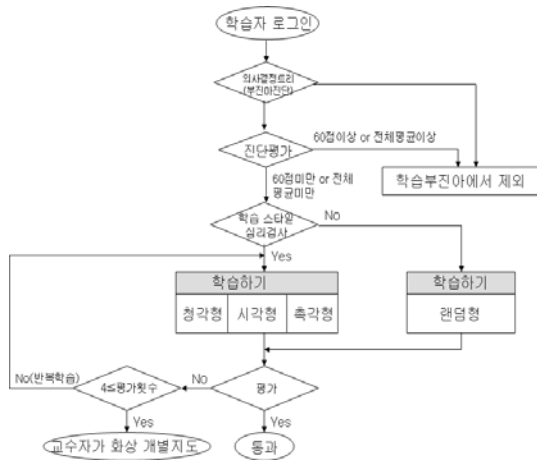 학습자 로그인
의사결정트리
(부진아진단)
60점이상 or 전체평균이상
진단평가
학습부진아에서 제외
60점미만 or 전체
평균미만
학습 스타일
심리검사
No
Yes
학습하기
학습하기
청각형
시각형
촉각형
랜덤형
No(반복학습)
4≤평가횟수
No
평가
Yes
Yes
교수자가 화상 개별지도
통과